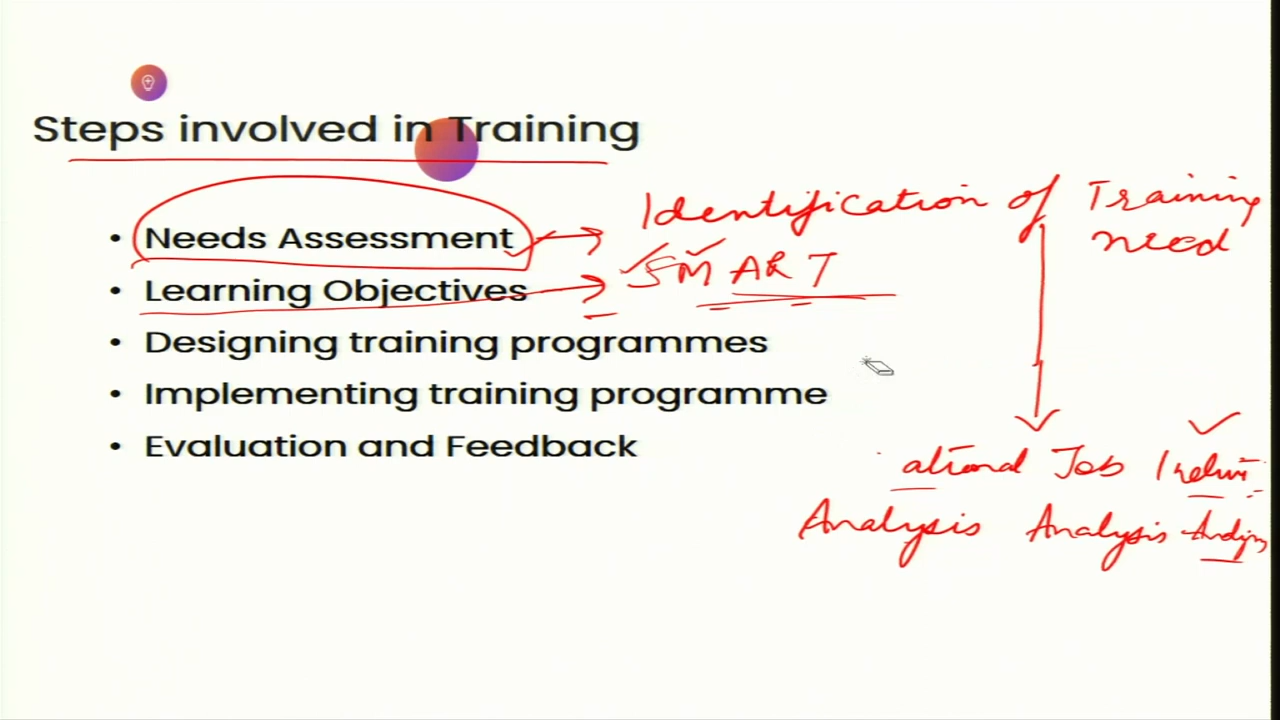 Steps involved in Training
• Needs Assessment
Identification of Training need
• Learning Objectives
SMART
• Designing training programmes
• Implementing training programme
• Evaluation and Feedback
ational Job
Analysis Analysis